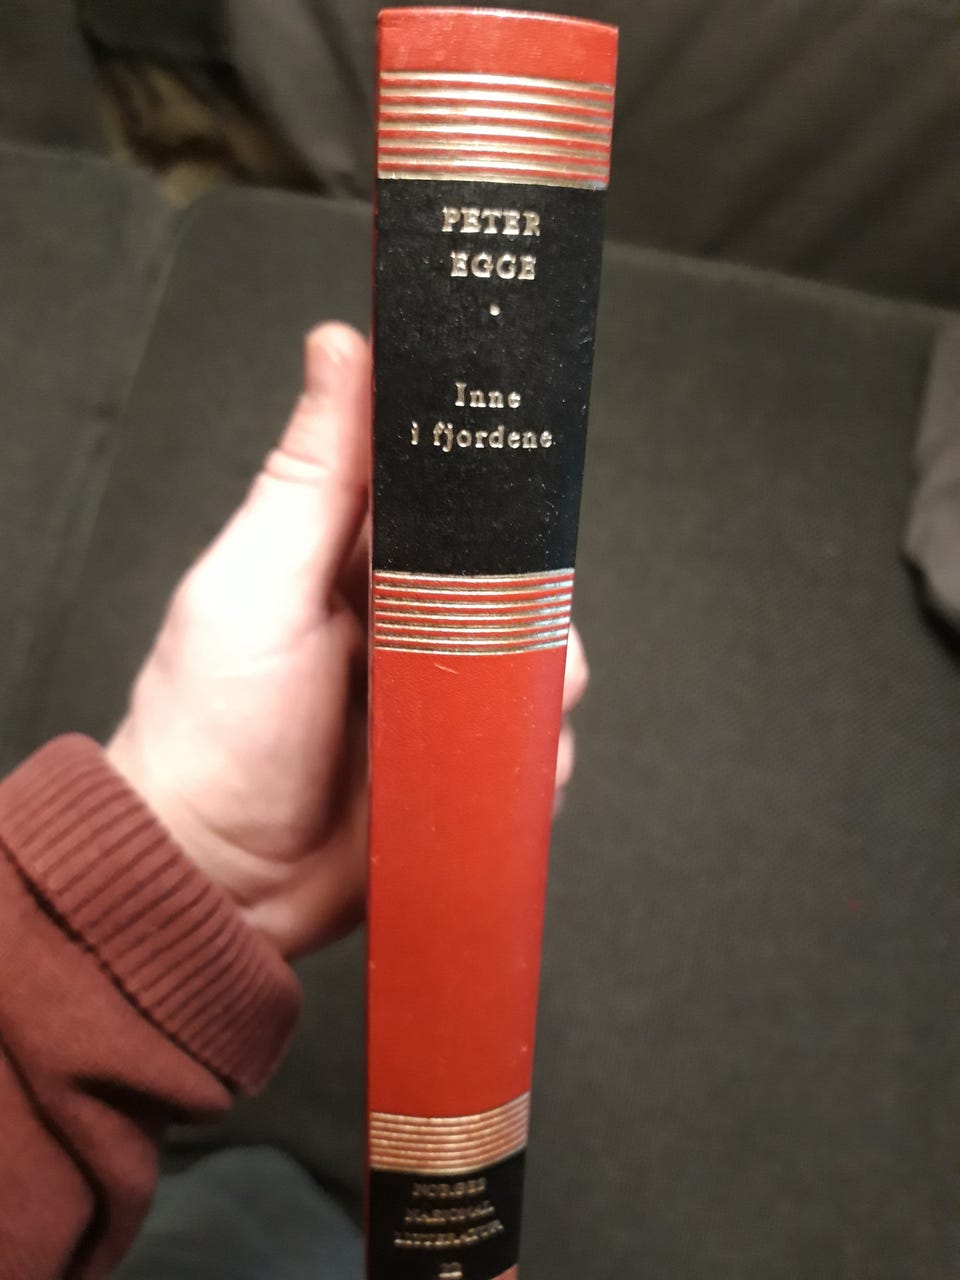 PETER
EGGE
Inne
i fjordene
NORGES
NASJONAL
LITTERATUR